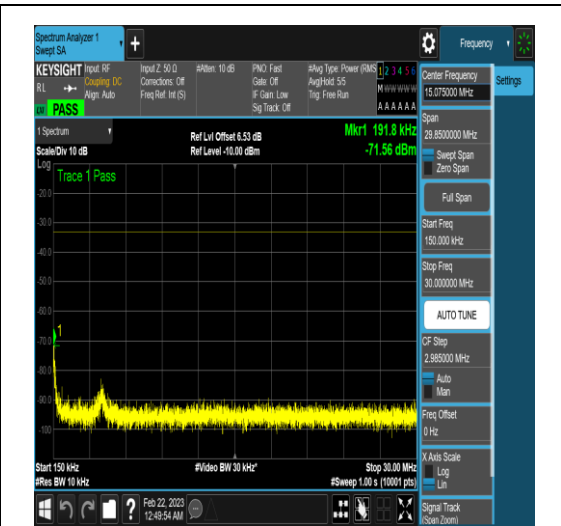 Spectrum Analyzer 1
Swept SA
+
Frequency
KEYSIGHT
Input: RF
Input Z: 50 Ω
#Atten: 10 dB
PNO: Fast
#Avg Type: Power (RMS
1 2 3 4 5 6
RL
Coupling: DC
Corrections: Off
Gate: Off
Avg|Hold: 5/5
M W W W W W
Align: Auto
Freq Ref: Int (S)
IF Gain: Low
Trig: Free Run
PASS
Sig Track: Off
A A A A A A
Center Frequency
15.075000 MHz
Settings
Span
29.8500000 MHz
Swept Span
Zero Span
Full Span
Start Freq
150.000 kHz
Stop Freq
30.000000 MHz
AUTO TUNE
CF Step
2.985000 MHz
Auto
Man
Freq Offset
0 Hz
X Axis Scale
Log
Lin
Signal Track
(Span Zoom)
1 Spectrum
Ref Lvl Offset 6.53 dB
Mkr1 191.8 kHz
Scale/Div 10 dB
Ref Level -10.00 dBm
-71.56 dBm
Log
Trace 1 Pass
-20.0
-30.0
-40.0
-50.0
-60.0
1
-70.0
-80.0
-90.0
-100
Start 150 kHz
#Video BW 30 kHz*
Stop 30.00 MHz
#Res BW 10 kHz
#Sweep 1.00 s (10001 pts)
?
Feb 22, 2023
12:49:54 AM